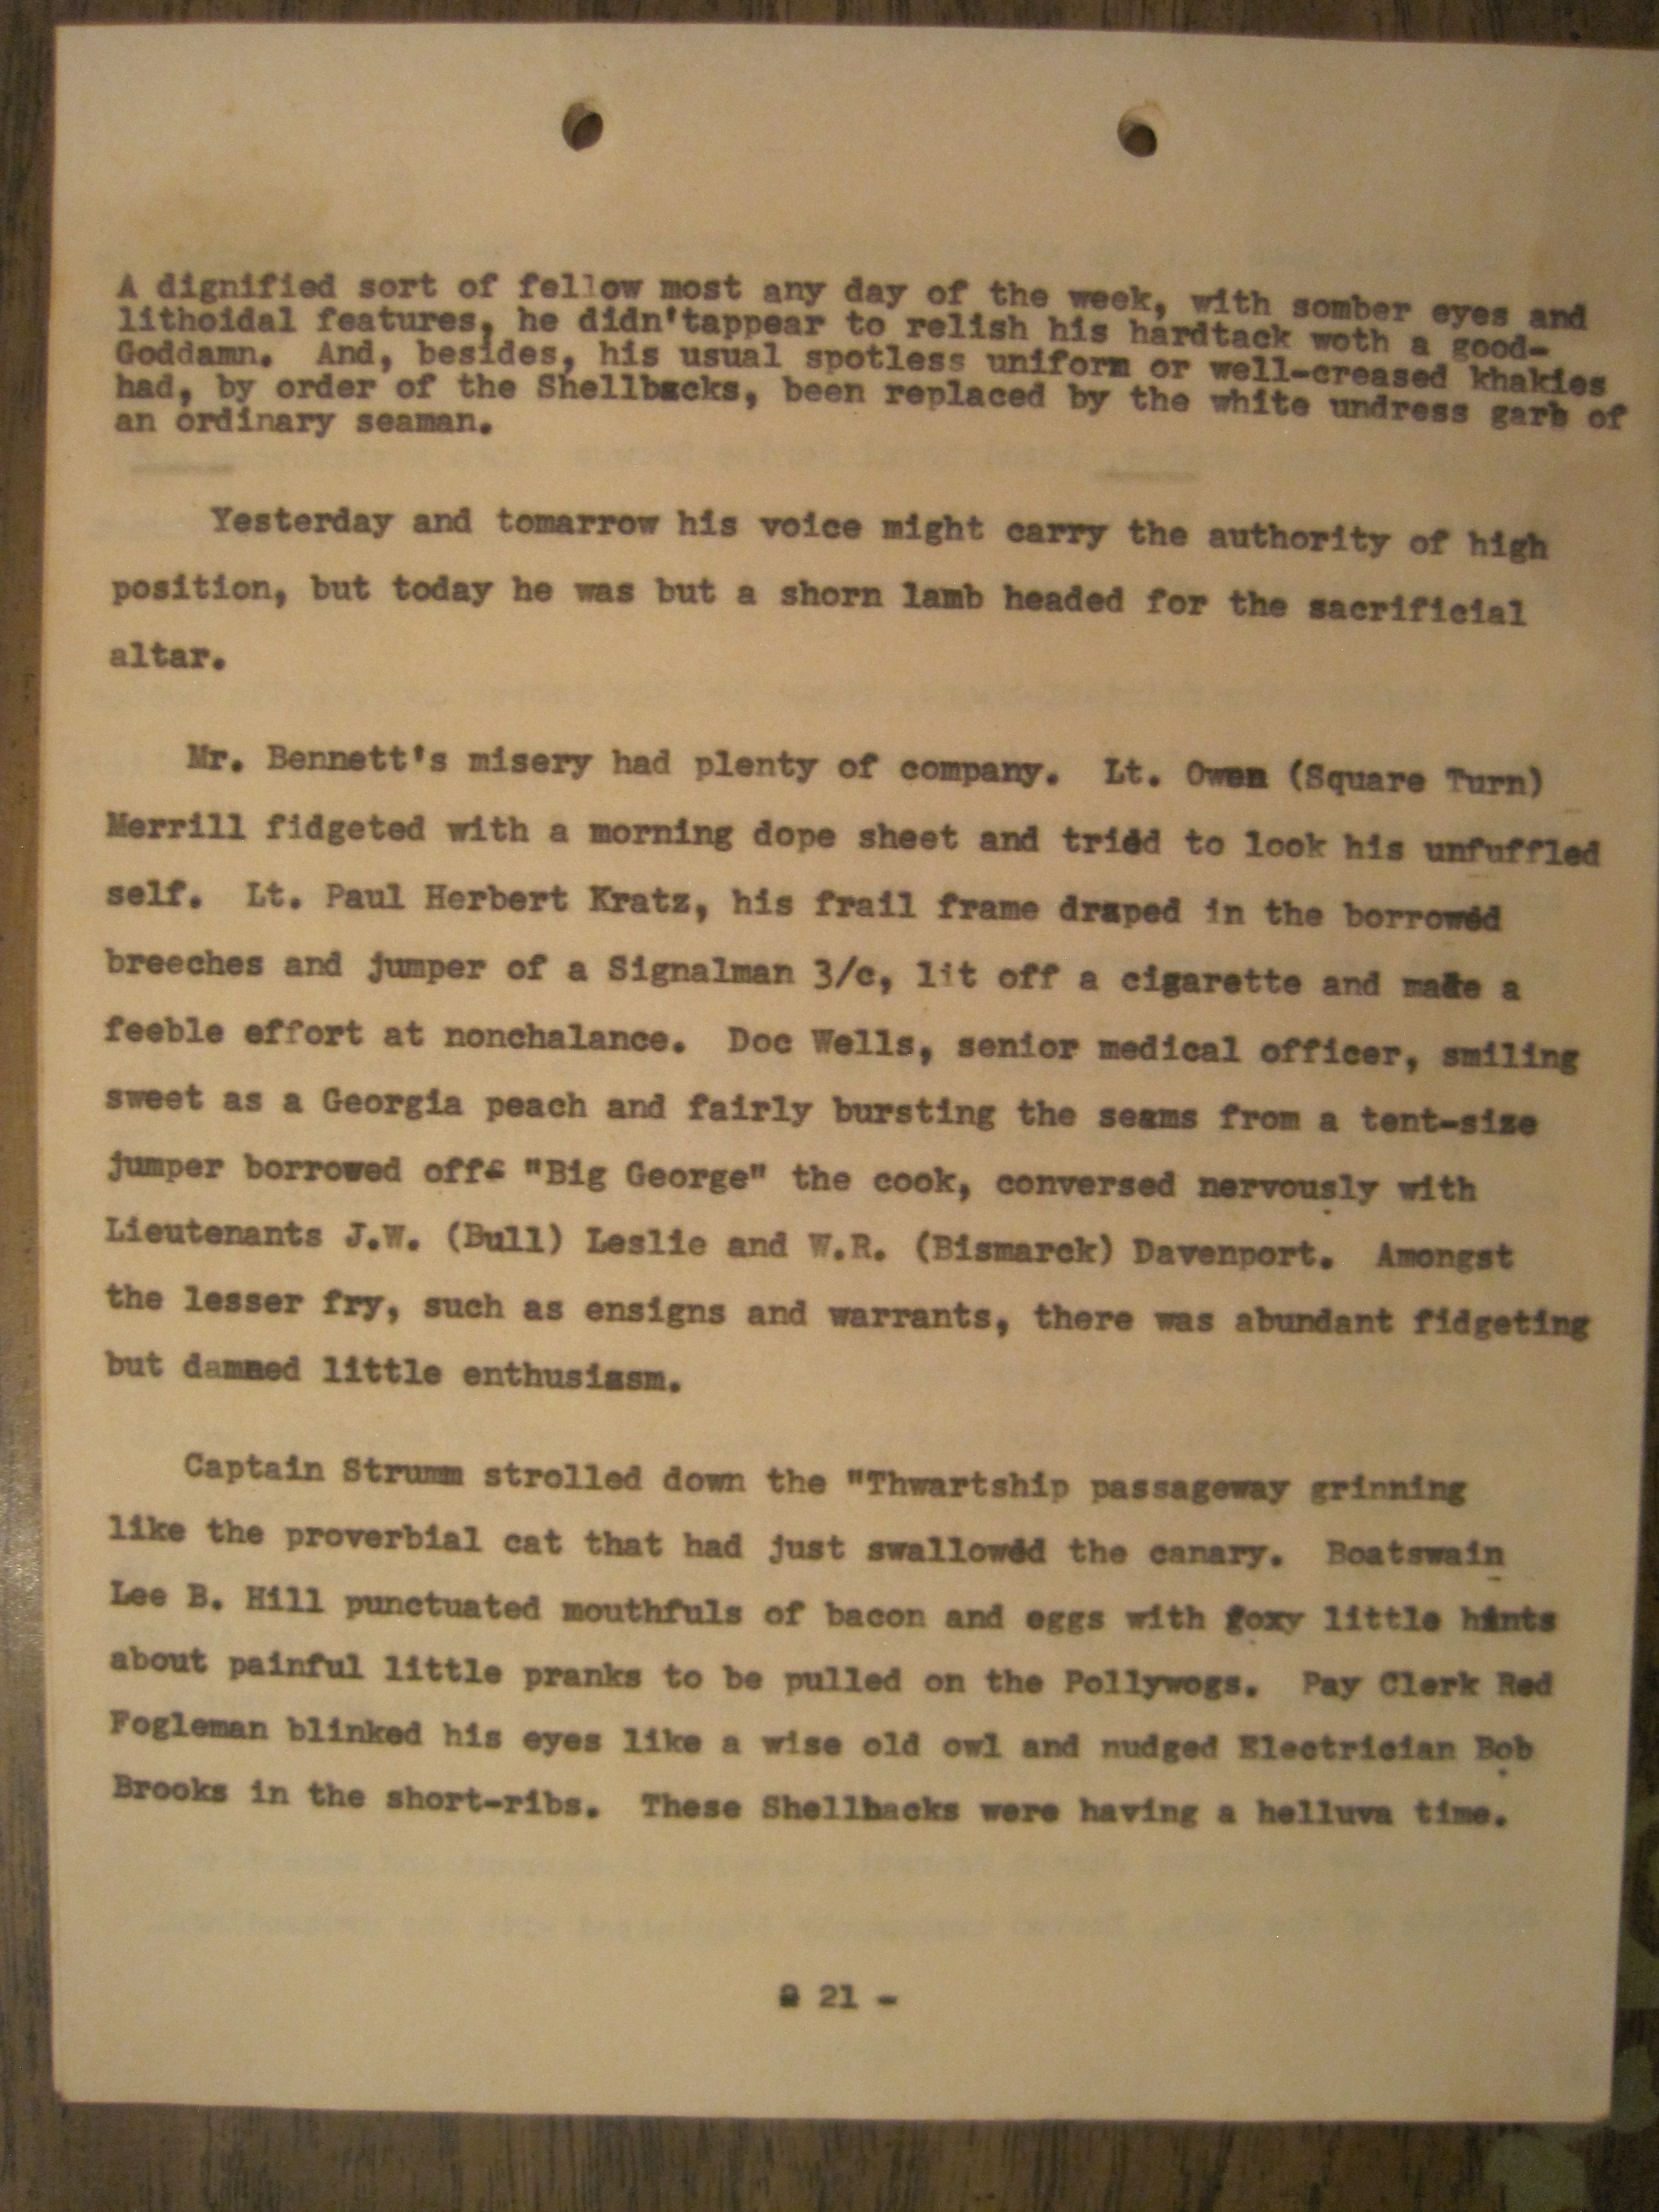 A dignified sort of fellow most any day of the week, with somber eyes and
lithoidal features, he didn'tappear to relish his hardtack woth a good-
Goddamn. And, besides, his usual spotless uniform or well-creased khakies
had, by order of the Shellbacks, been replaced by the white undress garb of
an ordinary seaman.
Yesterday and tomarrow his voice might carry the authority of high
position, but today he was but a shorn lamb headed for the sacrificial
altar.
Mr. Bennett's misery had plenty of company. Lt. Owen (Square Turn)
Merrill fidgeted with a morning dope sheet and tried to look his unfuffled
self. Lt. Paul Herbert Kratz, his frail frame draped in the borrowed
breeches and jumper of a Signalman 3/c, lit off a cigarette and made a
feeble effort at nonchalance. Doc Wells, senior medical officer, smiling
sweet as a Georgia peach and fairly bursting the seams from a tent-size
jumper borrowed off "Big George" the cook, conversed nervously with
Lieutenants J.W. (Bull) Leslie and W.R. (Bismarck) Davenport. Amongst
the lesser fry, such as ensigns and warrants, there was abundant fidgeting
but damned little enthusiasm.
Captain Strumm strolled down the "Thwartship passageway grinning
like the proverbial cat that had just swallowed the canary. Boatswain
Lee B. Hill punctuated mouthfuls of bacon and eggs with foxy little hints
about painful little pranks to be pulled on the Pollywogs. Pay Clerk Red
Fogleman blinked his eyes like a wise old owl and nudged Electrician Bob
Brooks in the short-ribs. These Shellbacks were having a helluva time.
- 21 -